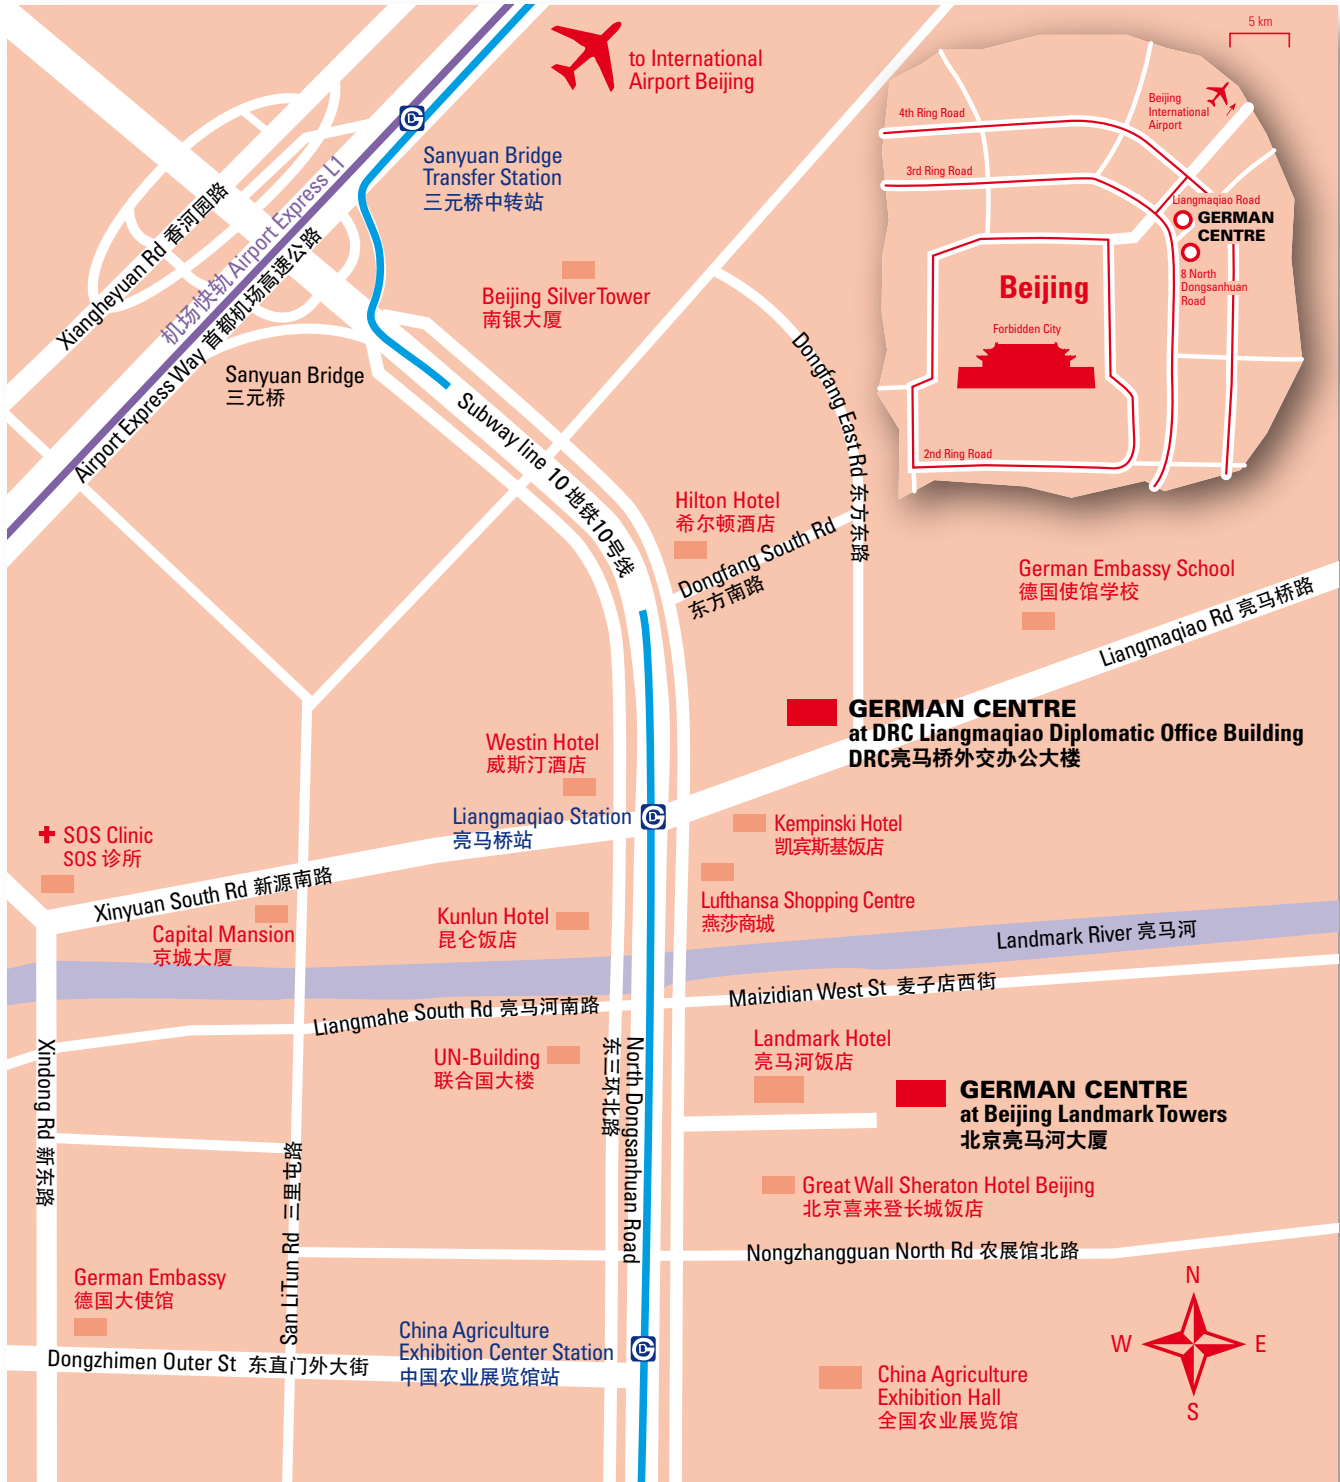 to International
Airport Beijing
5 km
Beijing
International
Airport
4th Ring Road
3rd Ring Road
Liangmaqiao Road
GERMAN
CENTRE
8 North
Dongsanhuan
Road
Beijing
Forbidden City
2nd Ring Road
Sanyuan Bridge
Transfer Station
三元桥中转站
Xiangheyuan Rd 香河园路
机场快轨 Airport Express L1
Airport Express Way 首都机场高速公路
Beijing Silver Tower
南银大厦
Sanyuan Bridge
三元桥
Subway line 10 地铁10号线
Dongfang East Rd 东方东路
Hilton Hotel
希尔顿酒店
Dongfang South Rd
东方南路
German Embassy School
德国使馆学校
Liangmaqiao Rd 亮马桥路
GERMAN CENTRE
at DRC Liangmaqiao Diplomatic Office Building
DRC亮马桥外交办公大楼
Westin Hotel
威斯汀酒店
Liangmaqiao Station
亮马桥站
Kempinski Hotel
凯宾斯基饭店
SOS Clinic
SOS 诊所
Xinyuan South Rd 新源南路
Lufthansa Shopping Centre
燕莎商城
Kunlun Hotel
昆仑饭店
Capital Mansion
京城大厦
Landmark River 亮马河
Maizidian West St 麦子店西街
Liangmahe South Rd 亮马河南路
Landmark Hotel
亮马河饭店
UN-Building
联合国大楼
Xindong Rd 新东路
东三环北路
North Dongsanhuan Road
GERMAN CENTRE
at Beijing Landmark Towers
北京亮马河大厦
San LiTun Rd 三里屯路
Great Wall Sheraton Hotel Beijing
北京喜来登长城饭店
Nongzhangguan North Rd 农展馆北路
German Embassy
德国大使馆
N
W
E
S
China Agriculture
Exhibition Center Station
中国农业展览馆站
Dongzhimen Outer St 东直门外大街
China Agriculture
Exhibition Hall
全国农业展览馆